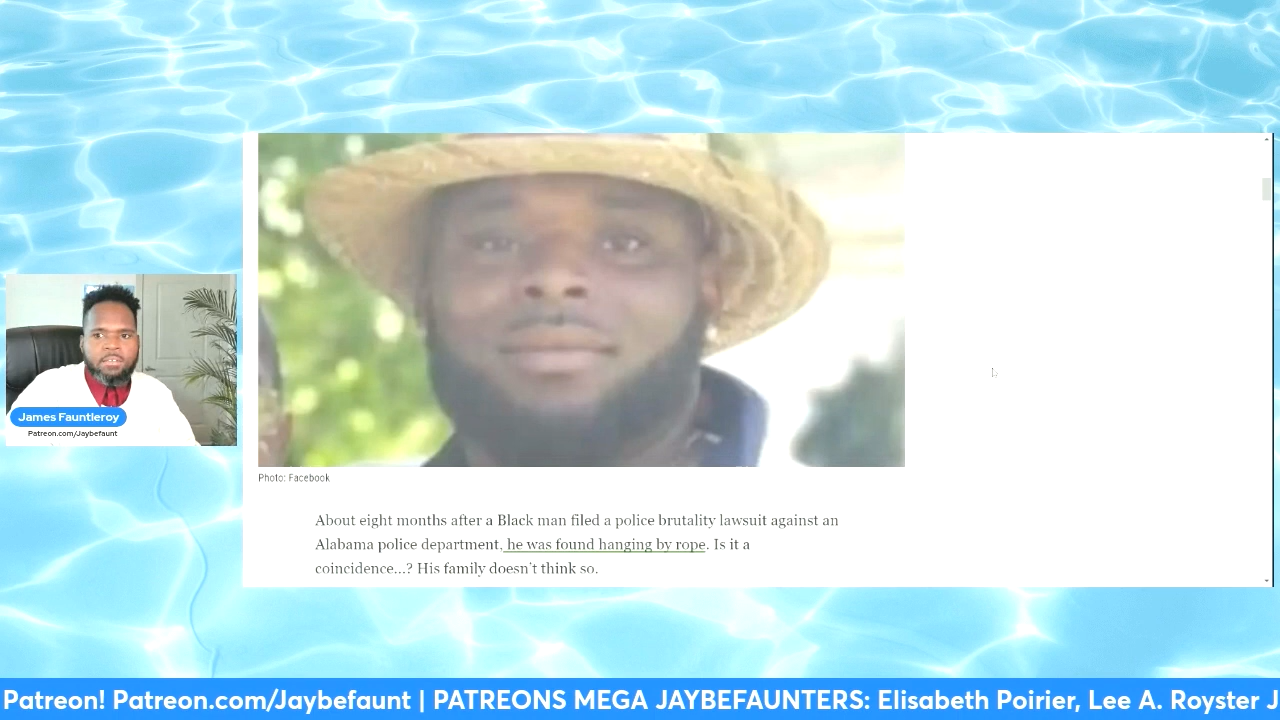 Photo: Facebook
About eight months after a Black man filed a police brutality lawsuit against an
Alabama police department, he was found hanging by rope. Is it a
coincidence...? His family doesn't think so.
James Fauntleroy
Patreon.com/Jaybefaunt
Patreon! Patreon.com/Jaybefaunt | PATREONS MEGA JAYBEFAUNTERS: Elisabeth Poirier, Lee A. Royster J